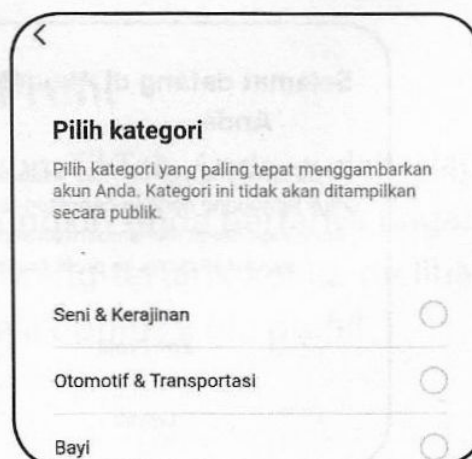 Pilih kategori
Pilih kategori yang paling tepat menggambarkan
akun Anda. Kategori ini tidak akan ditampilkan
secara publik.
Seni & Kerajinan
Otomotif & Transportasi
Bayi